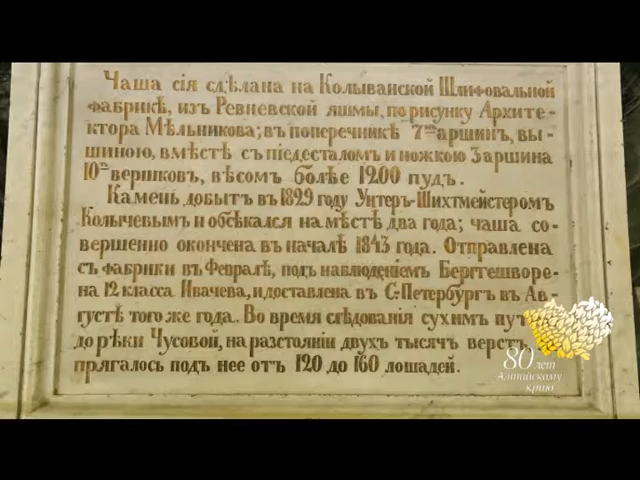 Чаша сія сдѣлана на Колыванской Шлифовальной
фабрикѣ, изъ Ревневской яшмы, по рисунку Архите-
ктора Мѣльникова; въ поперечникѣ 7ᵐⁱ аршинъ, вы-
шиною, вмѣстѣ съ піедесталомъ и ножкою 3 аршина
10ᵗⁱ вершковъ, вѣсомъ болѣе 1200 пудъ.
Камень добытъ въ 1829 году Унтеръ-Шихтмейстеромъ
Колычевымъ и обсѣкался на мѣстѣ два года; чаша со-
вершенно окончена въ началѣ 1843 года. Отправлена
съ фабрики въ Февралѣ, подъ наблюденіемъ Бергешворе-
на 12 класса Ивачева, и доставлена въ С.-Петербургъ въ Ав-
густѣ того же года. Во время слѣдованія сухимъ пут
до рѣки Чусовой, на разстояніи двухъ тысячъ верстъ,
прягалось подъ нее отъ 120 до 160 лошадей.
80 лет
Алтайскому
краю